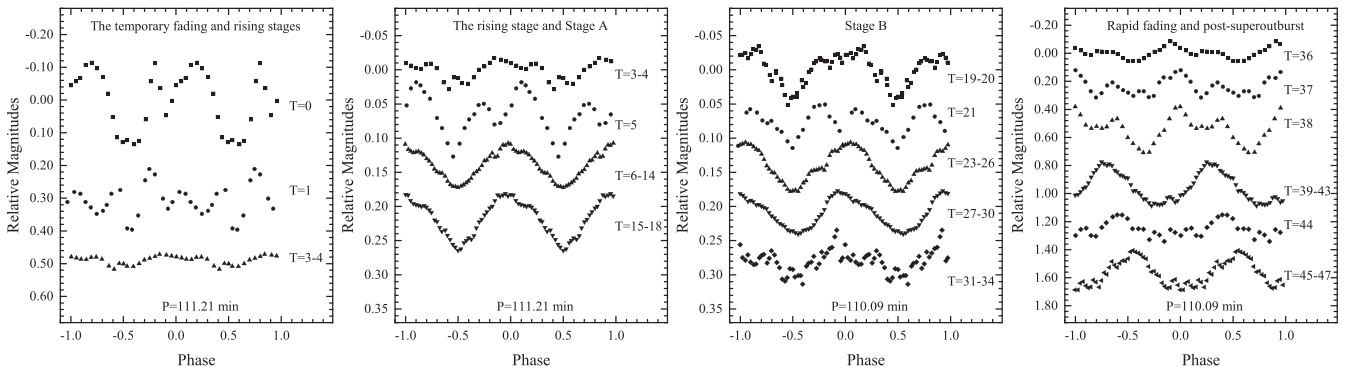 The temporary fading and rising stages
-0.20
-0.10
0.00
0.10
0.20
0.30
0.40
0.50
0.60
Relative Magnitudes
T=0
T=1
T=3-4
P=111.21 min
-1.0 -0.5 0.0 0.5 1.0
Phase
The rising stage and Stage A
-0.05
0.00
0.05
0.10
0.15
0.20
0.25
0.30
0.35
Relative Magnitudes
T=3-4
T=5
T=6-14
T=15-18
P=111.21 min
-1.0 -0.5 0.0 0.5 1.0
Phase
Stage B
-0.05
0.00
0.05
0.10
0.15
0.20
0.25
0.30
0.35
Relative Magnitudes
T=19-20
T=21
T=23-26
T=27-30
T=31-34
P=110.09 min
-1.0 -0.5 0.0 0.5 1.0
Phase
Rapid fading and post-superoutburst
-0.20
0.00
0.20
0.40
0.60
0.80
1.00
1.20
1.40
1.60
1.80
Relative Magnitudes
T=36
T=37
T=38
T=39-43
T=44
T=45-47
P=110.09 min
-1.0 -0.5 0.0 0.5 1.0
Phase